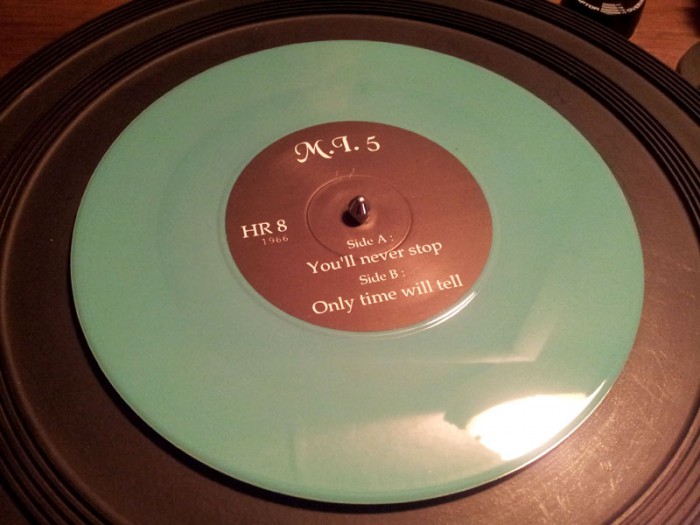 M.I. 5
HR 8
1966
Side A :
You'll never stop
Side B :
Only time will tell